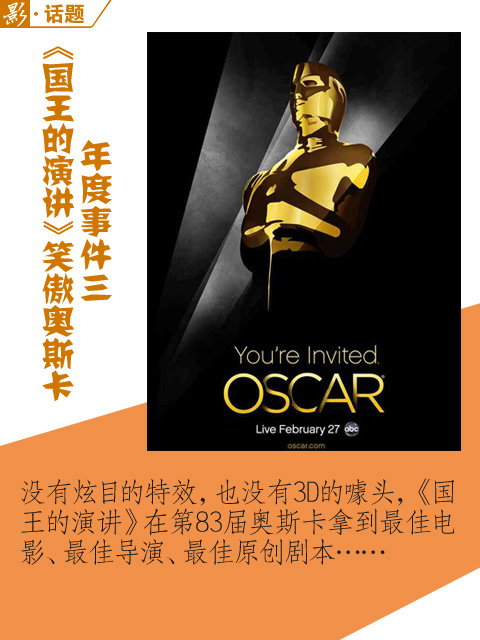 影·话题
年度事件三
《国王的演讲》笑傲奥斯卡
You're Invited.
OSCAR
Live February 27 abc
oscar.com
没有炫目的特效，也没有3D的噱头，《国
王的演讲》在第83届奥斯卡拿到最佳电
影、最佳导演、最佳原创剧本……